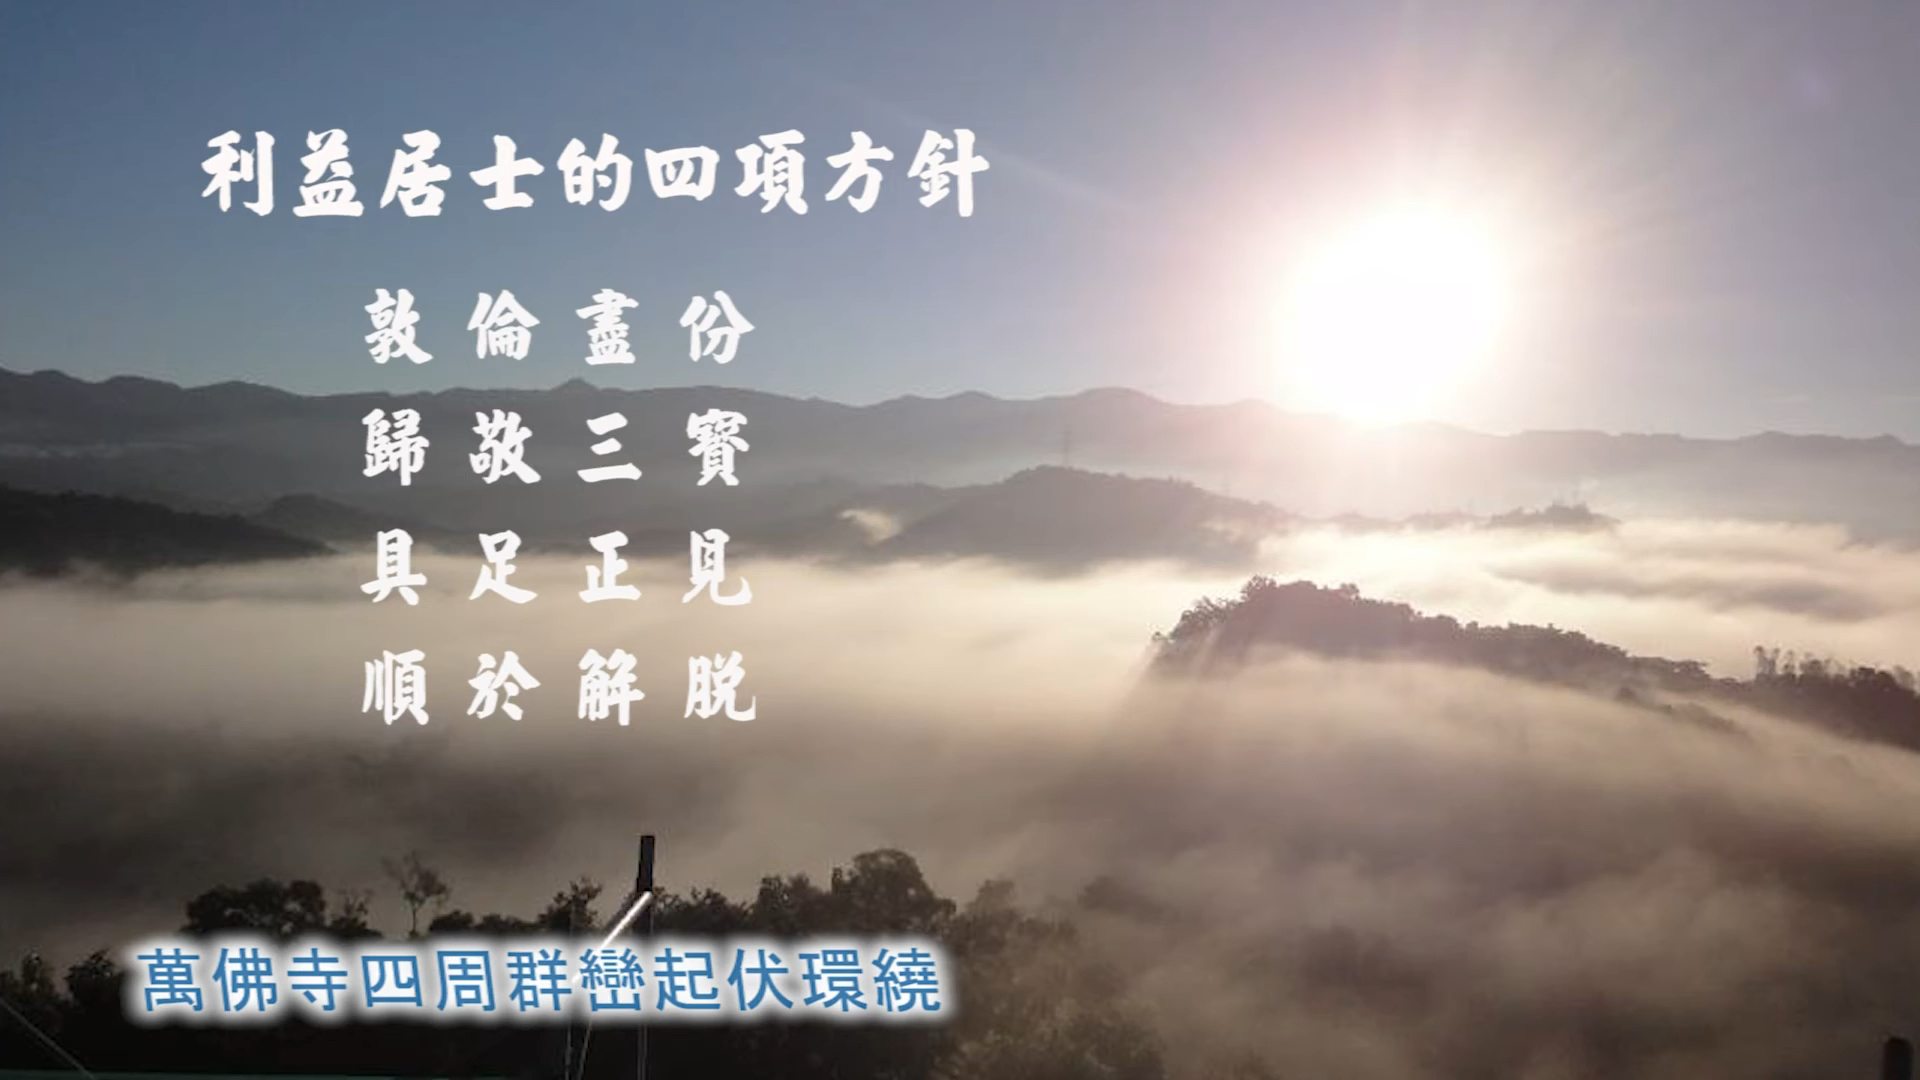 利益居士的四項方針
敦倫盡份
歸敬三寶
具足正見
順於解脫
萬佛寺四周群巒起伏環繞